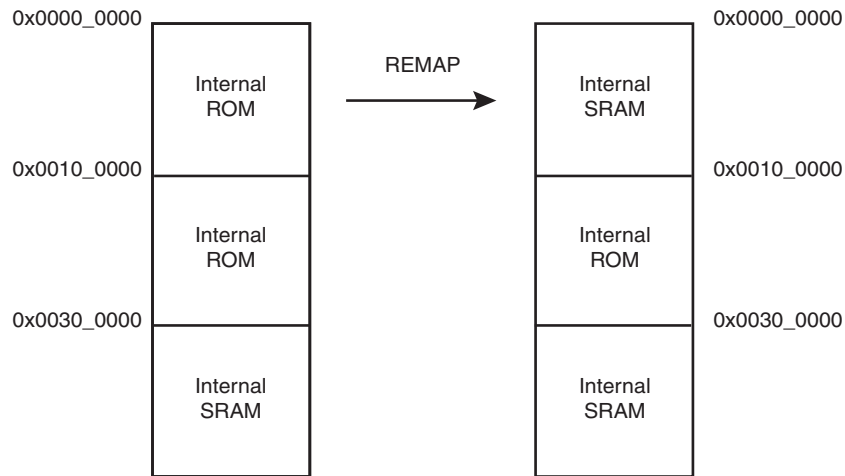 0x0000_0000
0x0000_0000
Internal
ROM
REMAP
Internal
SRAM
0x0010_0000
0x0010_0000
Internal
ROM
Internal
ROM
0x0030_0000
0x0030_0000
Internal
SRAM
Internal
SRAM